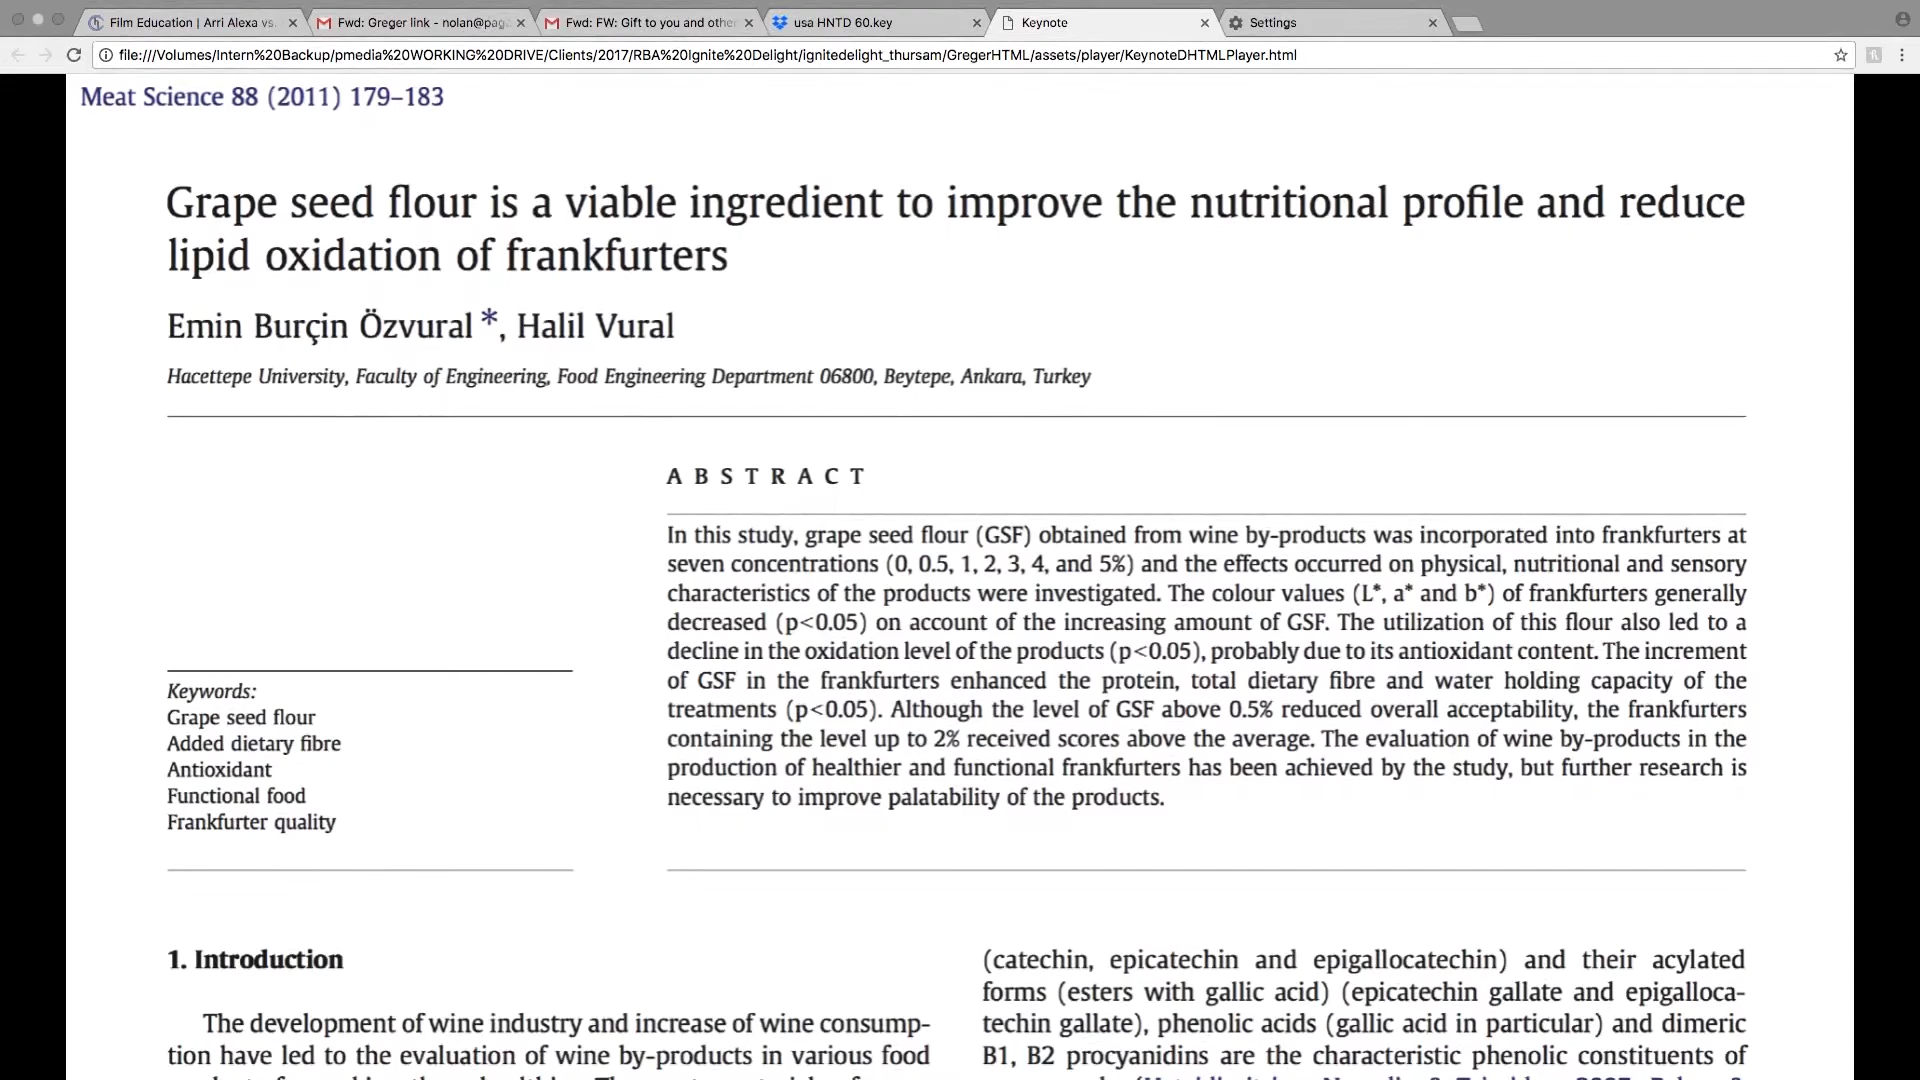 Film Education | Arri Alexa vs.
Fwd: Greger link - nolan@pag
Fwd: FW: Gift to you and other
usa HNTD 60.key
Keynote
Settings
file:///Volumes/Intern%20Backup/pmedia%20WORKING%20DRIVE/Clients/2017/RBA%20Ignite%20Delight/ignitedelight_thursam/GregerHTML/assets/player/KeynoteDHTMLPlayer.html
Meat Science 88 (2011) 179–183
Grape seed flour is a viable ingredient to improve the nutritional profile and reduce
lipid oxidation of frankfurters
Emin Burçin Özvural *, Halil Vural
Hacettepe University, Faculty of Engineering, Food Engineering Department 06800, Beytepe, Ankara, Turkey
ABSTRACT
In this study, grape seed flour (GSF) obtained from wine by-products was incorporated into frankfurters at
seven concentrations (0, 0.5, 1, 2, 3, 4, and 5%) and the effects occurred on physical, nutritional and sensory
characteristics of the products were investigated. The colour values (L*, a* and b*) of frankfurters generally
decreased (p<0.05) on account of the increasing amount of GSF. The utilization of this flour also led to a
decline in the oxidation level of the products (p<0.05), probably due to its antioxidant content. The increment
of GSF in the frankfurters enhanced the protein, total dietary fibre and water holding capacity of the
treatments (p<0.05). Although the level of GSF above 0.5% reduced overall acceptability, the frankfurters
containing the level up to 2% received scores above the average. The evaluation of wine by-products in the
production of healthier and functional frankfurters has been achieved by the study, but further research is
necessary to improve palatability of the products.
Keywords:
Grape seed flour
Added dietary fibre
Antioxidant
Functional food
Frankfurter quality
1. Introduction
The development of wine industry and increase of wine consump-
tion have led to the evaluation of wine by-products in various food
(catechin, epicatechin and epigallocatechin) and their acylated
forms (esters with gallic acid) (epicatechin gallate and epigalloca-
techin gallate), phenolic acids (gallic acid in particular) and dimeric
B1, B2 procyanidins are the characteristic phenolic constituents of